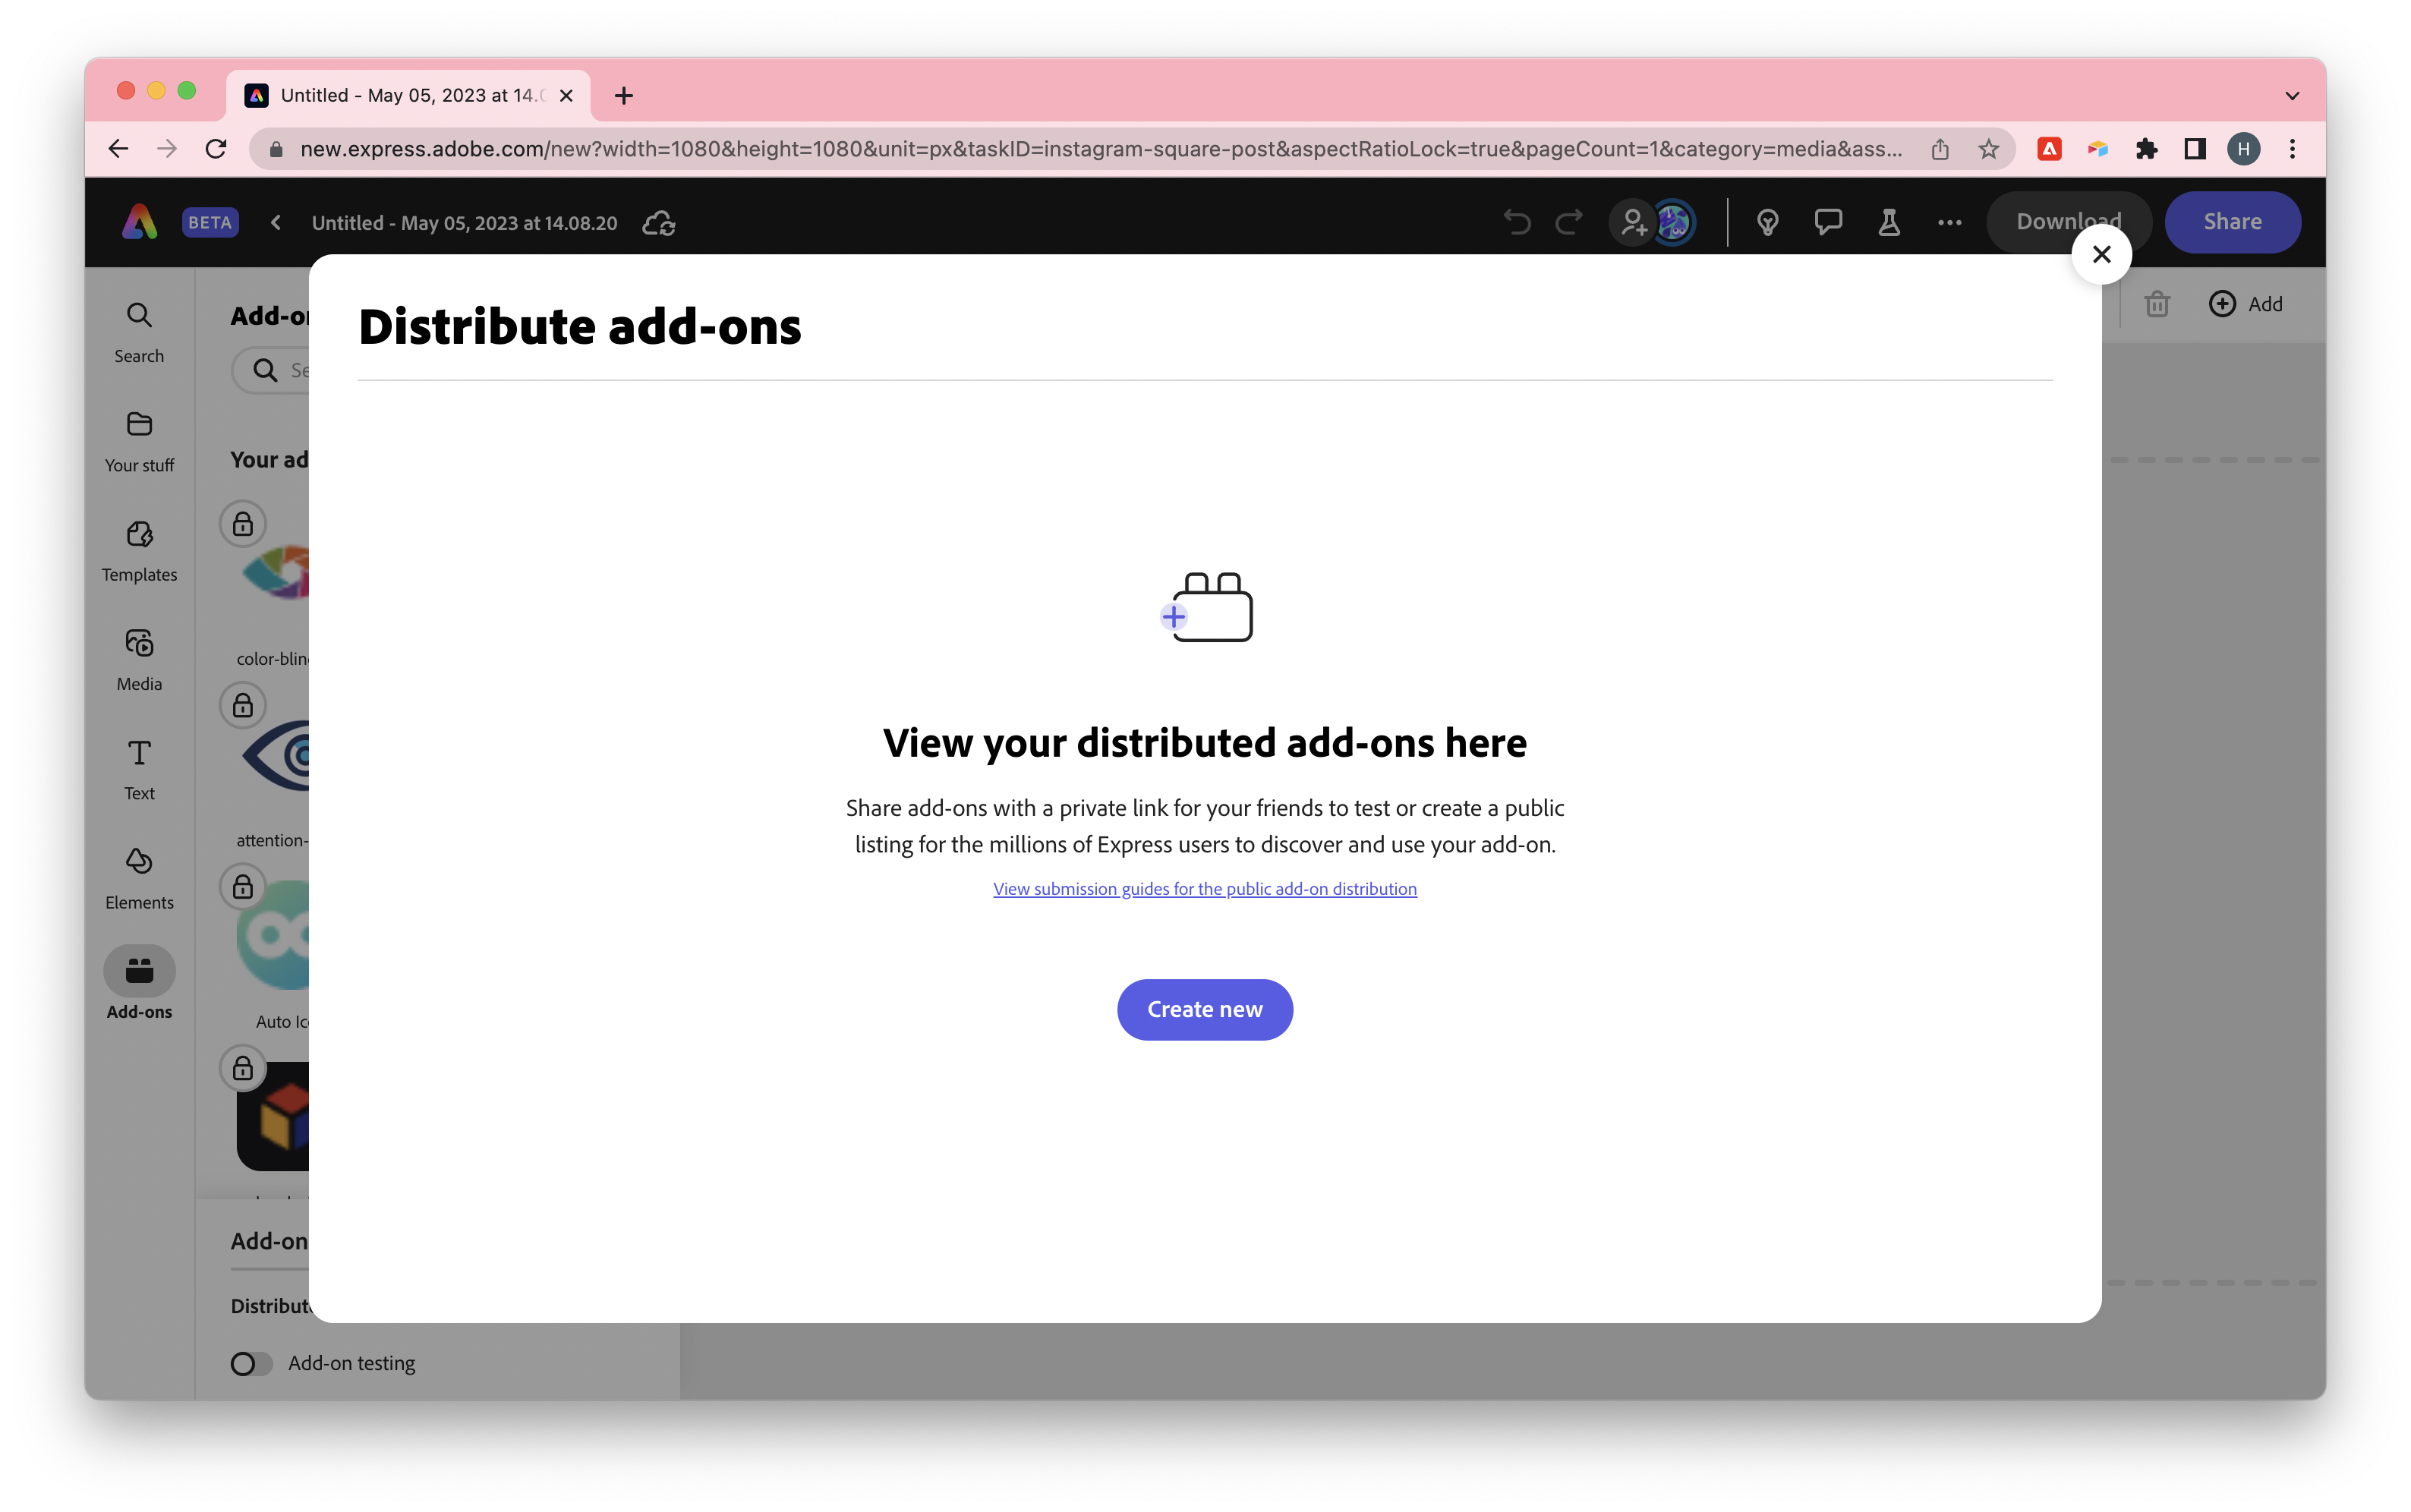 Untitled - May 05, 2023 at 14.0
new.express.adobe.com/new?width=1080&height=1080&unit=px&taskID=instagram-square-post&aspectRatioLock=true&pageCount=1&category=media&ass...
H
BETA
Untitled - May 05, 2023 at 14.08.20
Download
Share
Add
Search
Your stuff
Templates
Media
Text
Elements
Add-ons
Your ad
color-blin
attention-
Auto Ic
Add-on
Distribut
Add-on testing
Distribute add-ons
View your distributed add-ons here
Share add-ons with a private link for your friends to test or create a public
listing for the millions of Express users to discover and use your add-on.
View submission guides for the public add-on distribution
Create new